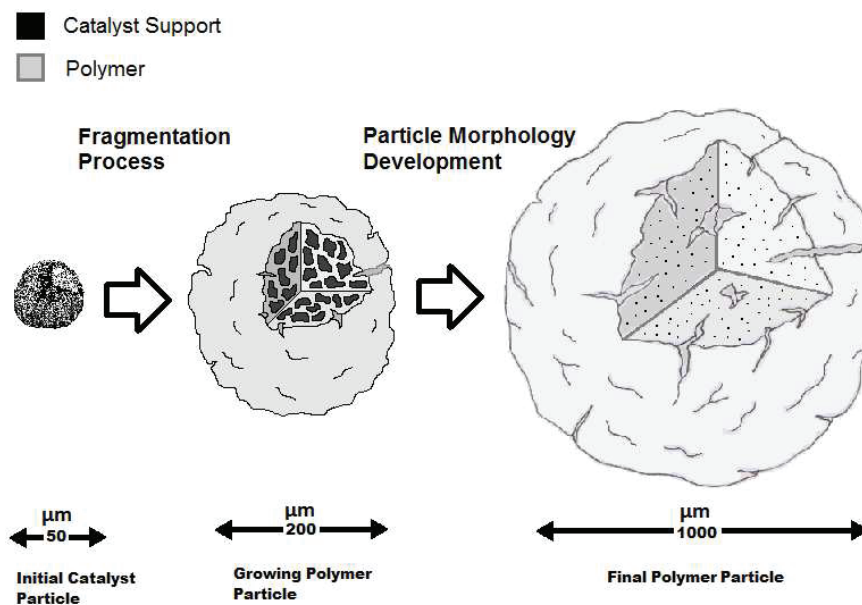 Catalyst Support
Polymer
Fragmentation
Process
Particle Morphology
Development
μm
50
Initial Catalyst
Particle
μm
200
Growing Polymer
Particle
μm
1000
Final Polymer Particle